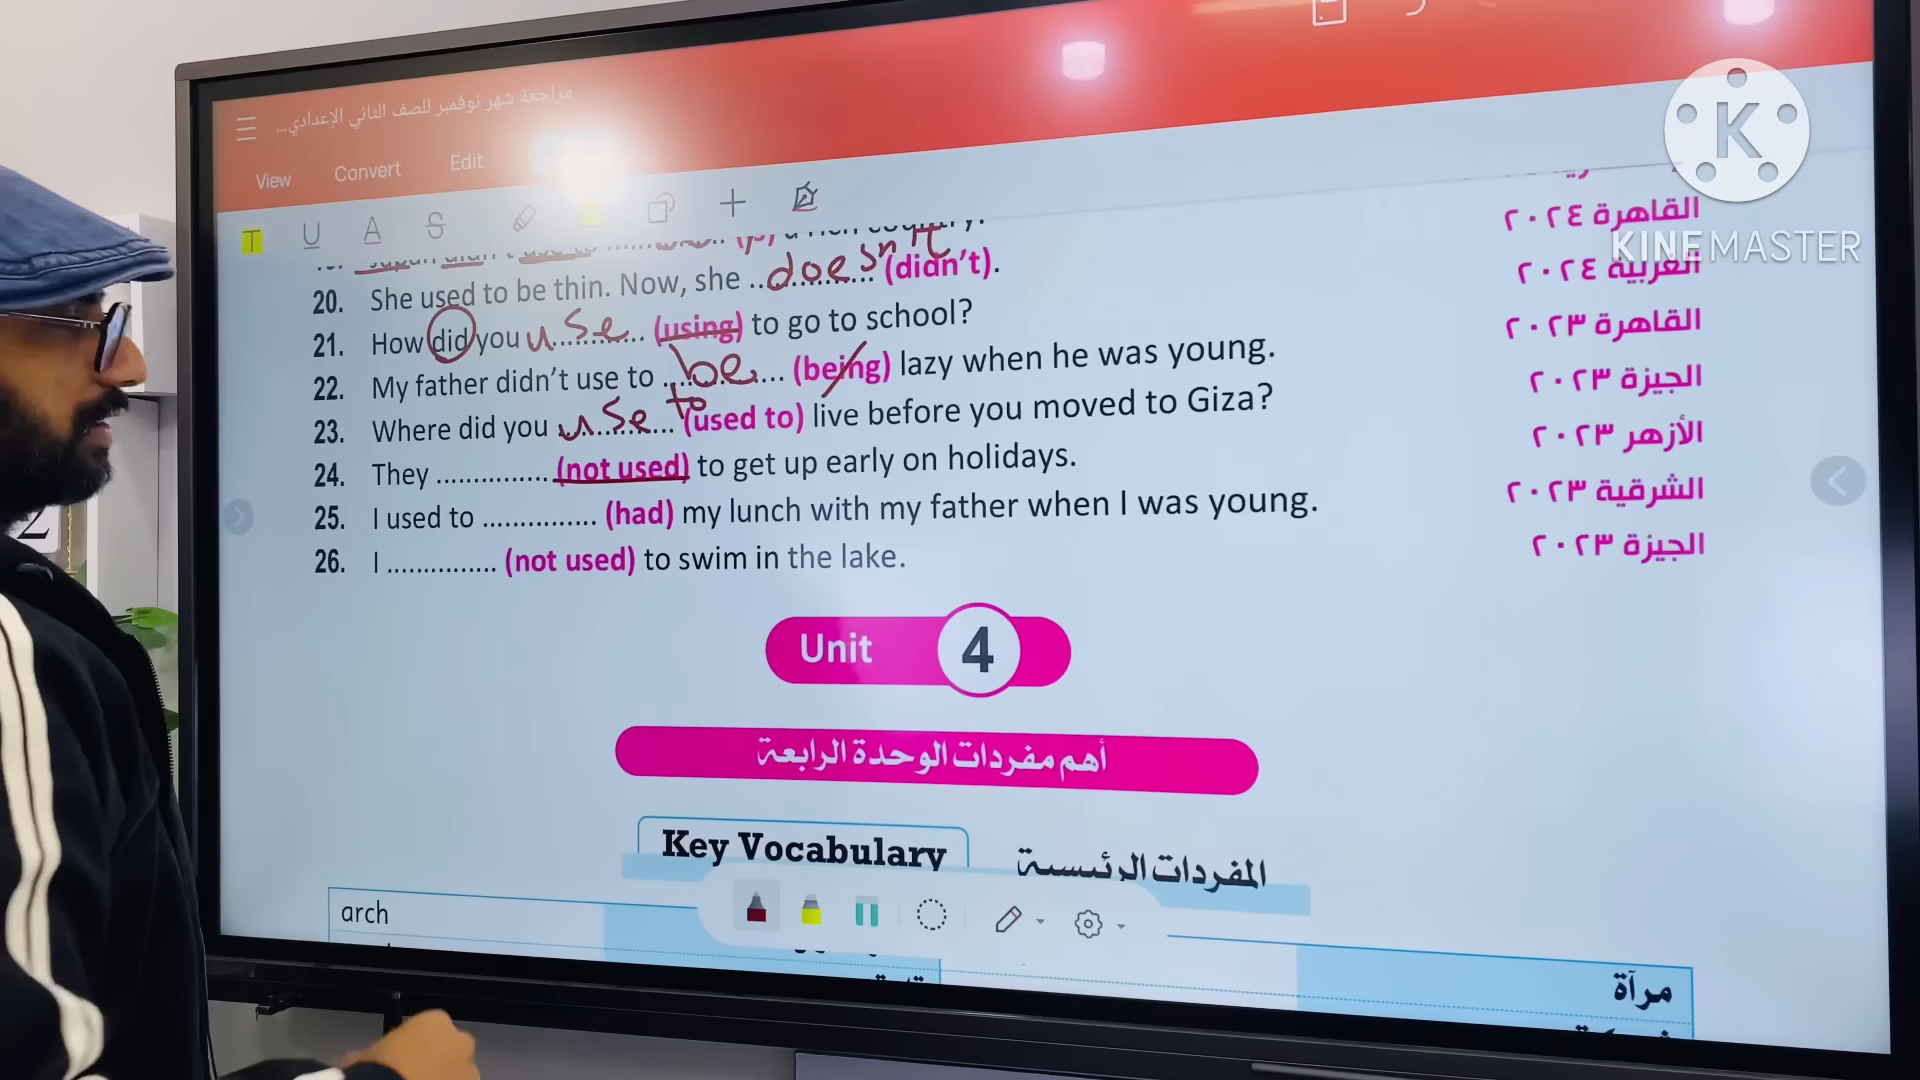 مراجعة شهر نوفمبر للصف الثاني الإعدادي...
View Convert Edit
T U A S
K
KINEMASTER
القاهرة ٢٠٢٤
20. She used to be thin. Now, she ..doesn't.. (didn't). العربية ٢٠٢٤
21. How did you use (using) to go to school? القاهرة ٢٠٢٣
22. My father didn't use to be (being) lazy when he was young. الجيزة ٢٠٢٣
23. Where did you use to (used to) live before you moved to Giza? الأزهر ٢٠٢٣
24. They ............... (not used) to get up early on holidays. الشرقية ٢٠٢٣
25. I used to ............... (had) my lunch with my father when I was young. الجيزة ٢٠٢٣
26. I ............... (not used) to swim in the lake.
Unit 4
أهم مفردات الوحدة الرابعة
Key Vocabulary المفردات الرئيسية
arch
مرآة